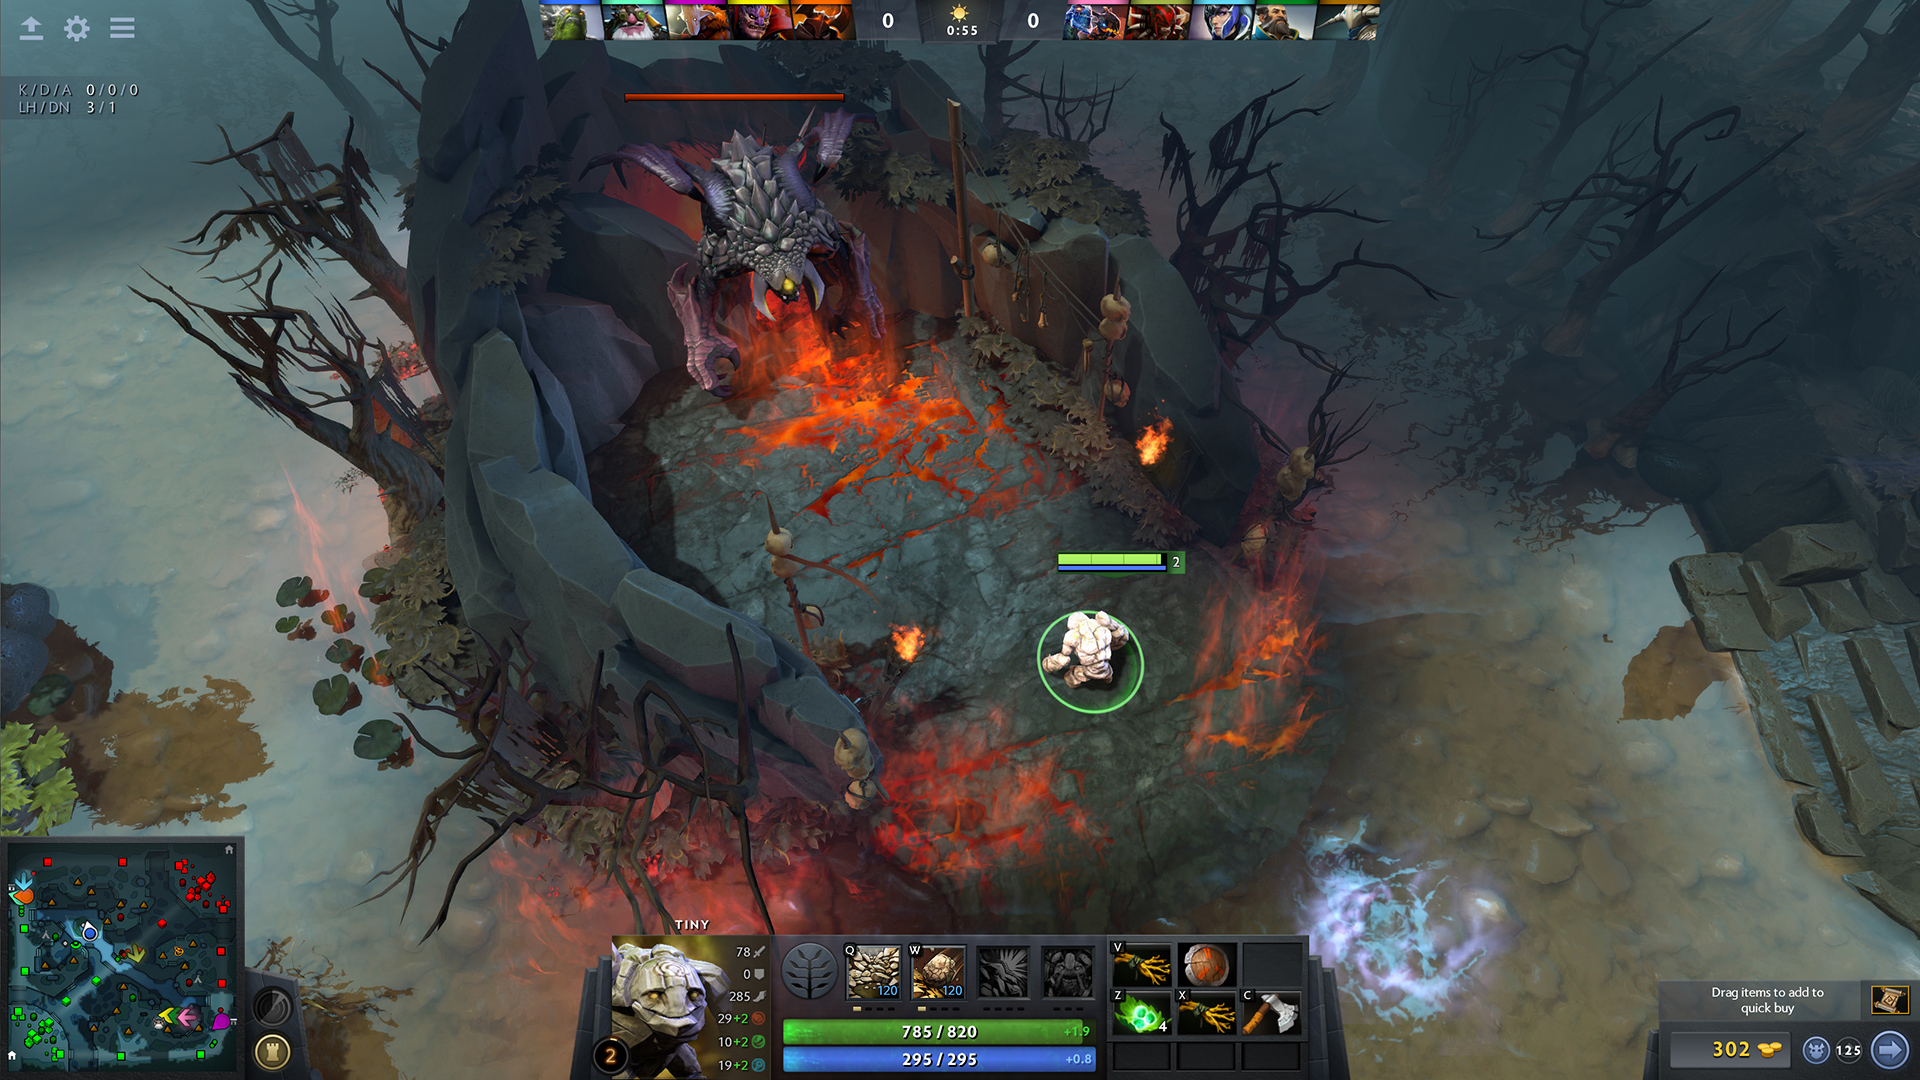 0 0:55 0
K/D/A 0/0/0
LH/DN 3/1
2
TINY
78
0
285
29+2
10+2
19+2
2
Q 120
W 120
785 / 820 +1.9
295 / 295 +0.8
V
Z 4 X C
Drag items to add to
quick buy
302 125